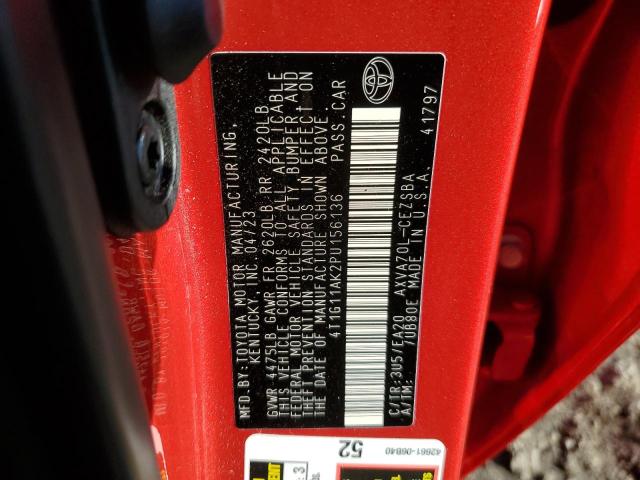 MFD.BY:TOYOTA MOTOR MANUFACTURING,
KENTUCKY, INC. 04/23
GVWR 4475LB GAWR FR 2620LB RR 2420LB
THIS VEHICLE CONFORMS TO ALL APPLICABLE
FEDERAL MOTOR VEHICLE SAFETY, BUMPER AND
THEFT PREVENTION STANDARDS IN EFFECT ON
THE DATE OF MANUFACTURE SHOWN ABOVE.
4T1G11AK2PU156136 PASS. CAR
C/TR:3U5/EA20 AXVA70L-CEZSBA
A/TM: /UB80E MADE IN U.S.A.
41797
52
42661-06B40